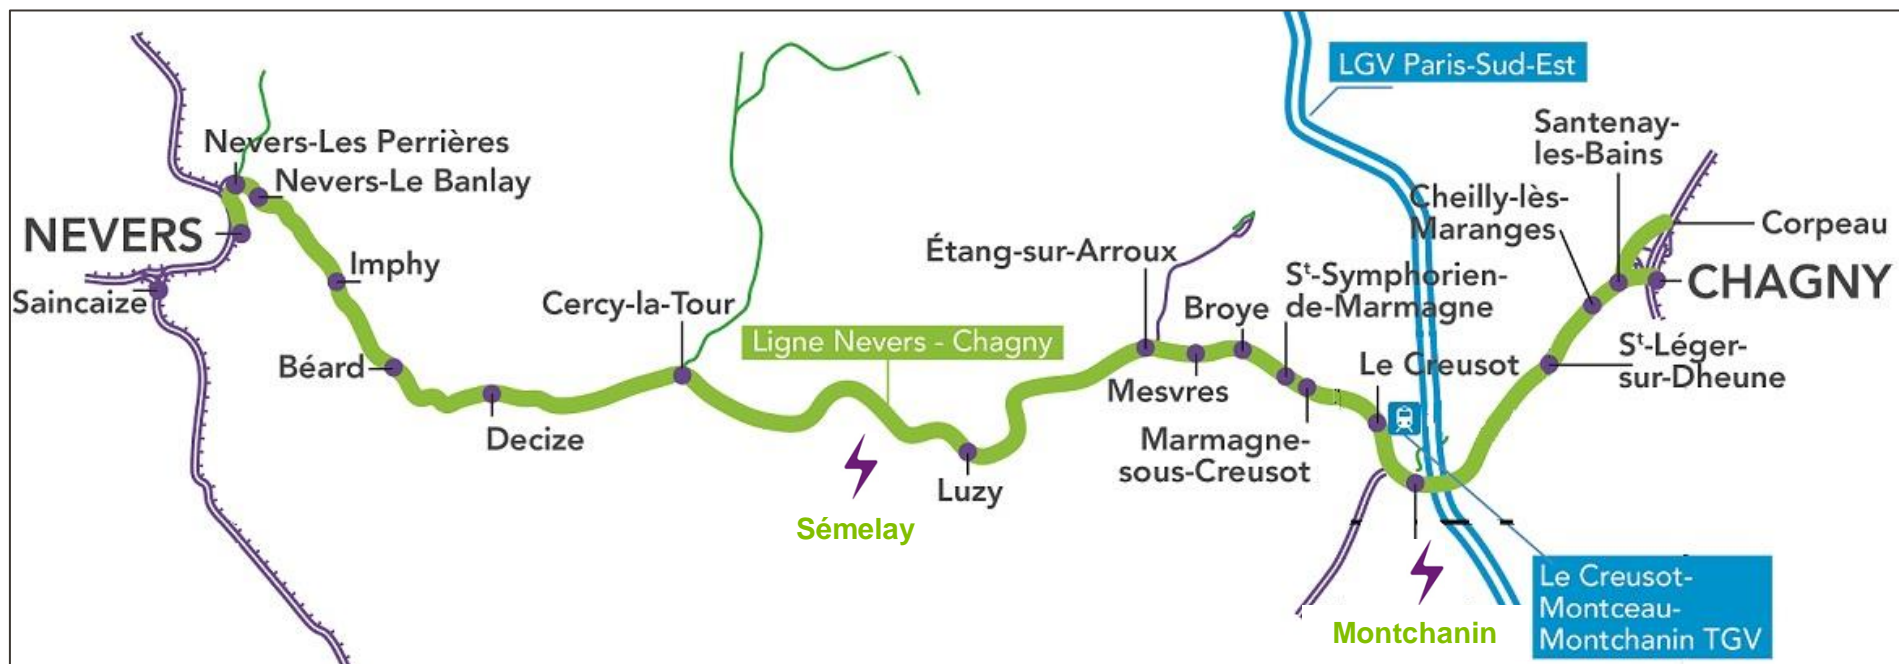 LGV Paris-Sud-Est
Santenay-
les-Bains
Nevers-Les Perrières
Nevers-Le Banlay
Cheilly-lès-
Maranges
Corpeau
NEVERS
Étang-sur-Arroux
Imphy
Sᵗ-Symphorien-
de-Marmagne
CHAGNY
Saincaize
Cercy-la-Tour
Broye
Ligne Nevers - Chagny
Béard
Le Creusot
Sᵗ-Léger-
sur-Dheune
Mesvres
Decize
Marmagne-
sous-Creusot
Luzy
Sémelay
Le Creusot-
Montceau-
Montchanin TGV
Montchanin